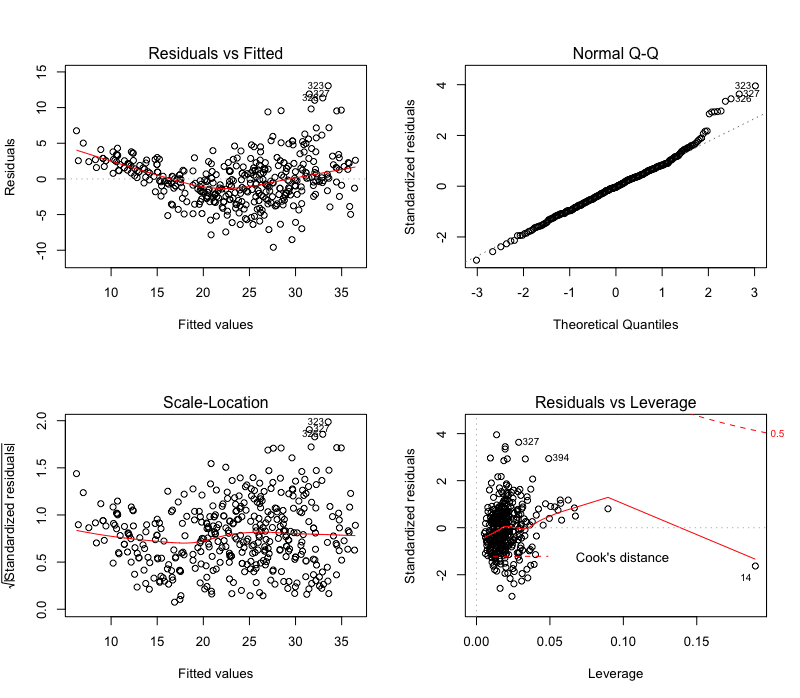 Residuals vs Fitted
Residuals
15
10
5
0
-5
-10
323
327
326
10 15 20 25 30 35
Fitted values
Normal Q-Q
Standardized residuals
4
2
0
-2
323
327
326
-3 -2 -1 0 1 2 3
Theoretical Quantiles
Scale-Location
√|Standardized residuals|
2.0
1.5
1.0
0.5
0.0
323
327
10 15 20 25 30 35
Fitted values
Residuals vs Leverage
Standardized residuals
4
2
0
-2
327
394
0.5
Cook's distance
14
0.00 0.05 0.10 0.15
Leverage